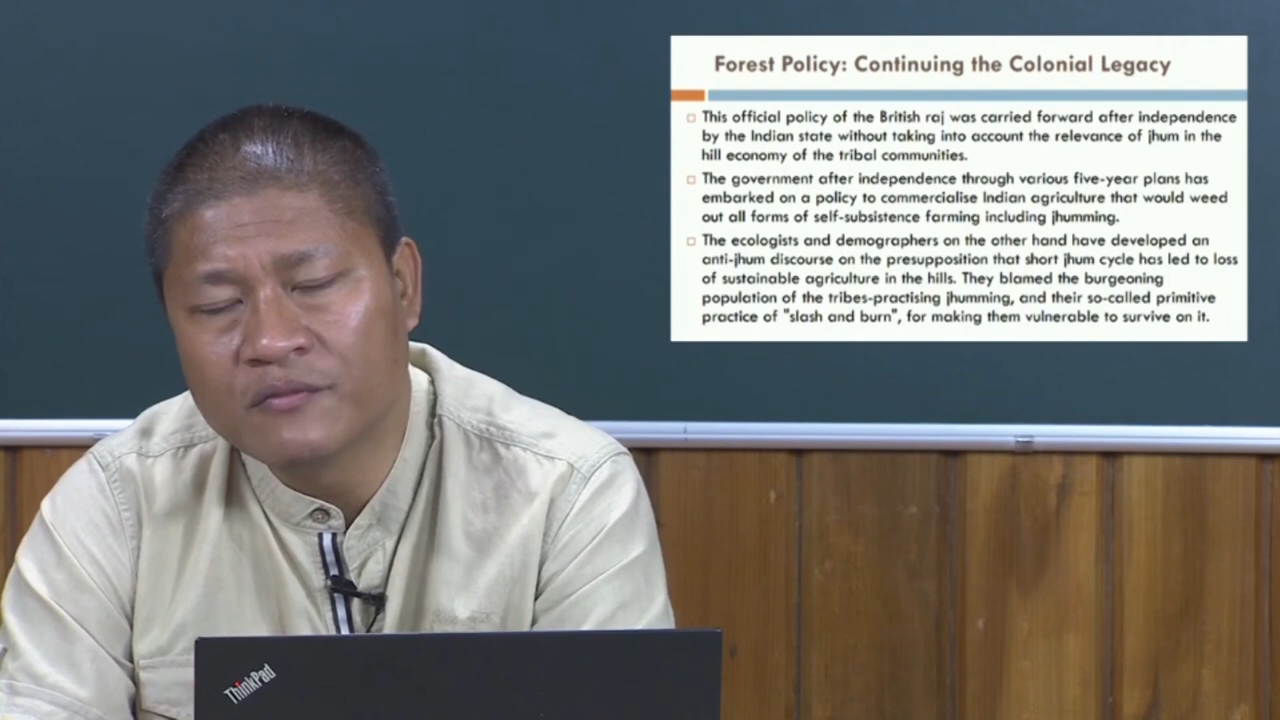 Forest Policy: Continuing the Colonial Legacy
This official policy of the British raj was carried forward after independence
by the Indian state without taking into account the relevance of jhum in the
hill economy of the tribal communities.
The government after independence through various five-year plans has
embarked on a policy to commercialise Indian agriculture that would weed
out all forms of self-subsistence farming including jhumming.
The ecologists and demographers on the other hand have developed an
anti-jhum discourse on the presupposition that short jhum cycle has led to loss
of sustainable agriculture in the hills. They blamed the burgeoning
population of the tribes-practising jhumming, and their so-called primitive
practice of "slash and burn", for making them vulnerable to survive on it.
ThinkPad